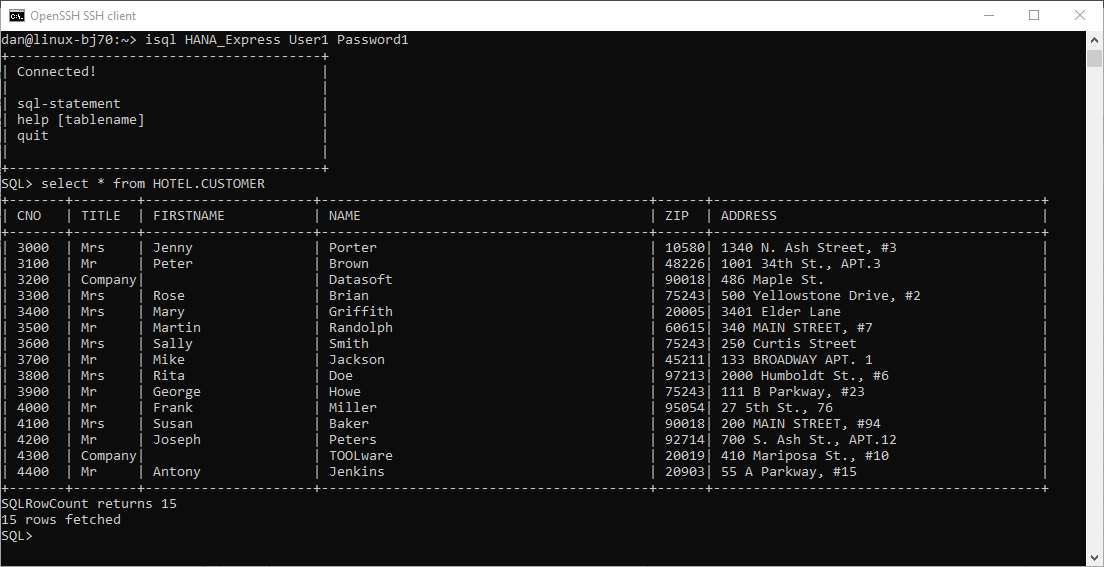 OpenSSH SSH client
dan@linux-bj70:~> isql HANA_Express User1 Password1
+---------------------------------------+
| Connected!                            |
|                                       |
| sql-statement                         |
| help [tablename]                      |
| quit                                  |
|                                       |
+---------------------------------------+
SQL> select * from HOTEL.CUSTOMER
+-------+--------+---------------------+-----------------------------------------+------+-----------------------------------------+
| CNO   | TITLE  | FIRSTNAME           | NAME                                    | ZIP  | ADDRESS                                 |
+-------+--------+---------------------+-----------------------------------------+------+-----------------------------------------+
| 3000  | Mrs    | Jenny               | Porter                                  | 10580| 1340 N. Ash Street, #3                  |
| 3100  | Mr     | Peter               | Brown                                   | 48226| 1001 34th St., APT.3                    |
| 3200  | Company|                     | Datasoft                                | 90018| 486 Maple St.                           |
| 3300  | Mrs    | Rose                | Brian                                   | 75243| 500 Yellowstone Drive, #2               |
| 3400  | Mrs    | Mary                | Griffith                                | 20005| 3401 Elder Lane                         |
| 3500  | Mr     | Martin              | Randolph                                | 60615| 340 MAIN STREET, #7                     |
| 3600  | Mrs    | Sally               | Smith                                   | 75243| 250 Curtis Street                       |
| 3700  | Mr     | Mike                | Jackson                                 | 45211| 133 BROADWAY APT. 1                     |
| 3800  | Mrs    | Rita                | Doe                                     | 97213| 2000 Humboldt St., #6                   |
| 3900  | Mr     | George              | Howe                                    | 75243| 111 B Parkway, #23                      |
| 4000  | Mr     | Frank               | Miller                                  | 95054| 27 5th St., 76                          |
| 4100  | Mrs    | Susan               | Baker                                   | 90018| 200 MAIN STREET, #94                    |
| 4200  | Mr     | Joseph              | Peters                                  | 92714| 700 S. Ash St., APT.12                  |
| 4300  | Company|                     | TOOLware                                | 20019| 410 Mariposa St., #10                   |
| 4400  | Mr     | Antony              | Jenkins                                 | 20903| 55 A Parkway, #15                       |
+-------+--------+---------------------+-----------------------------------------+------+-----------------------------------------+
SQLRowCount returns 15
15 rows fetched
SQL>